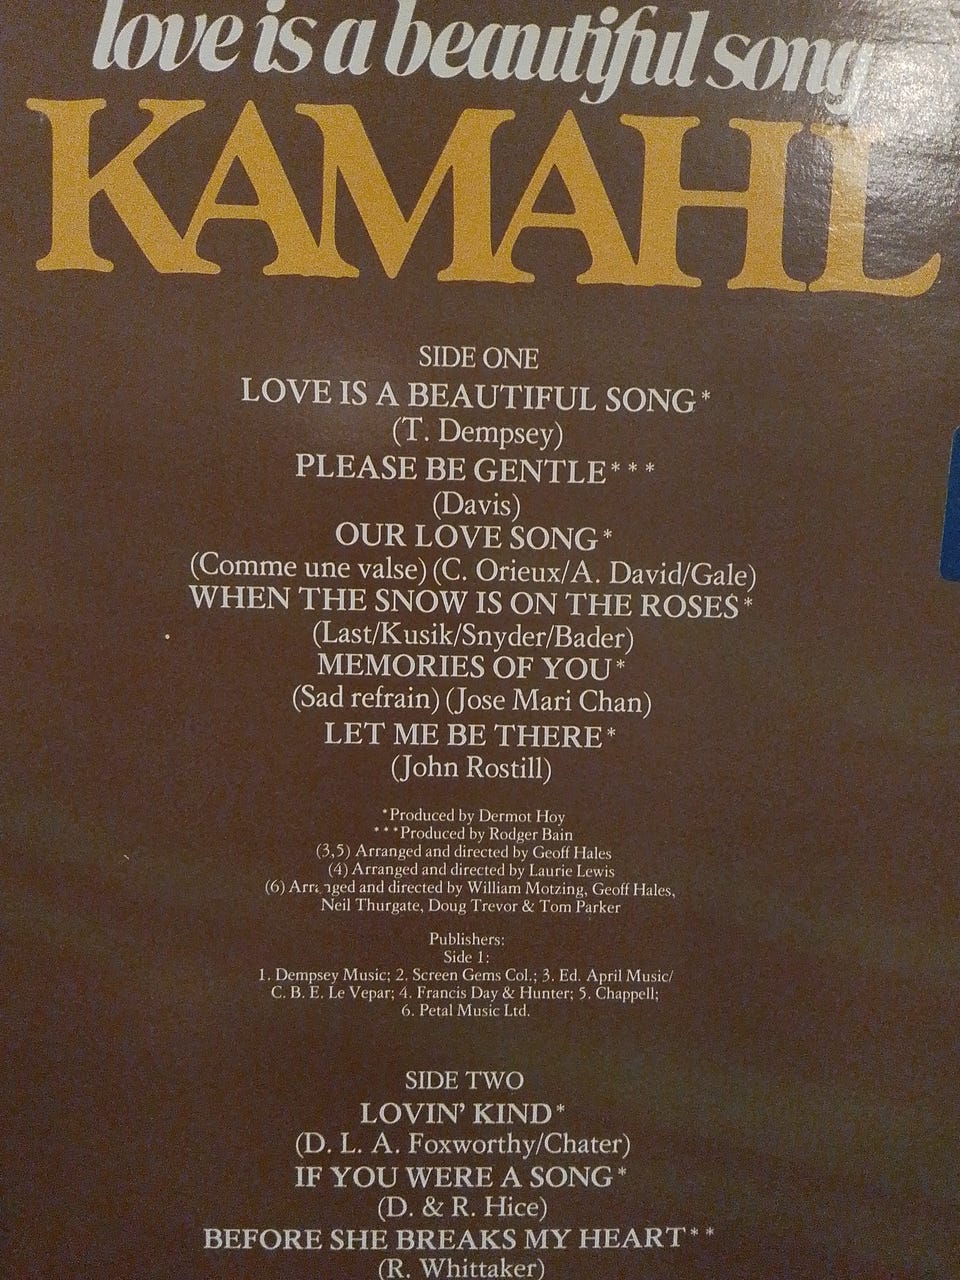 love is a beautiful song
KAMAHL
SIDE ONE
LOVE IS A BEAUTIFUL SONG*
(T. Dempsey)
PLEASE BE GENTLE***
(Davis)
OUR LOVE SONG*
(Comme une valse) (C. Orieux/A. David/Gale)
WHEN THE SNOW IS ON THE ROSES*
(Last/Kusik/Snyder/Bader)
MEMORIES OF YOU*
(Sad refrain) (Jose Mari Chan)
LET ME BE THERE*
(John Rostill)
*Produced by Dermot Hoy
***Produced by Rodger Bain
(3,5) Arranged and directed by Geoff Hales
(4) Arranged and directed by Laurie Lewis
(6) Arranged and directed by William Motzing, Geoff Hales,
Neil Thurgate, Doug Trevor & Tom Parker
Publishers:
Side 1:
1. Dempsey Music; 2. Screen Gems Col.; 3. Ed. April Music/
C. B. E. Le Vepar; 4. Francis Day & Hunter; 5. Chappell;
6. Petal Music Ltd.
SIDE TWO
LOVIN' KIND*
(D. L. A. Foxworthy/Chater)
IF YOU WERE A SONG*
(D. & R. Hice)
BEFORE SHE BREAKS MY HEART**
(R. Whittaker)